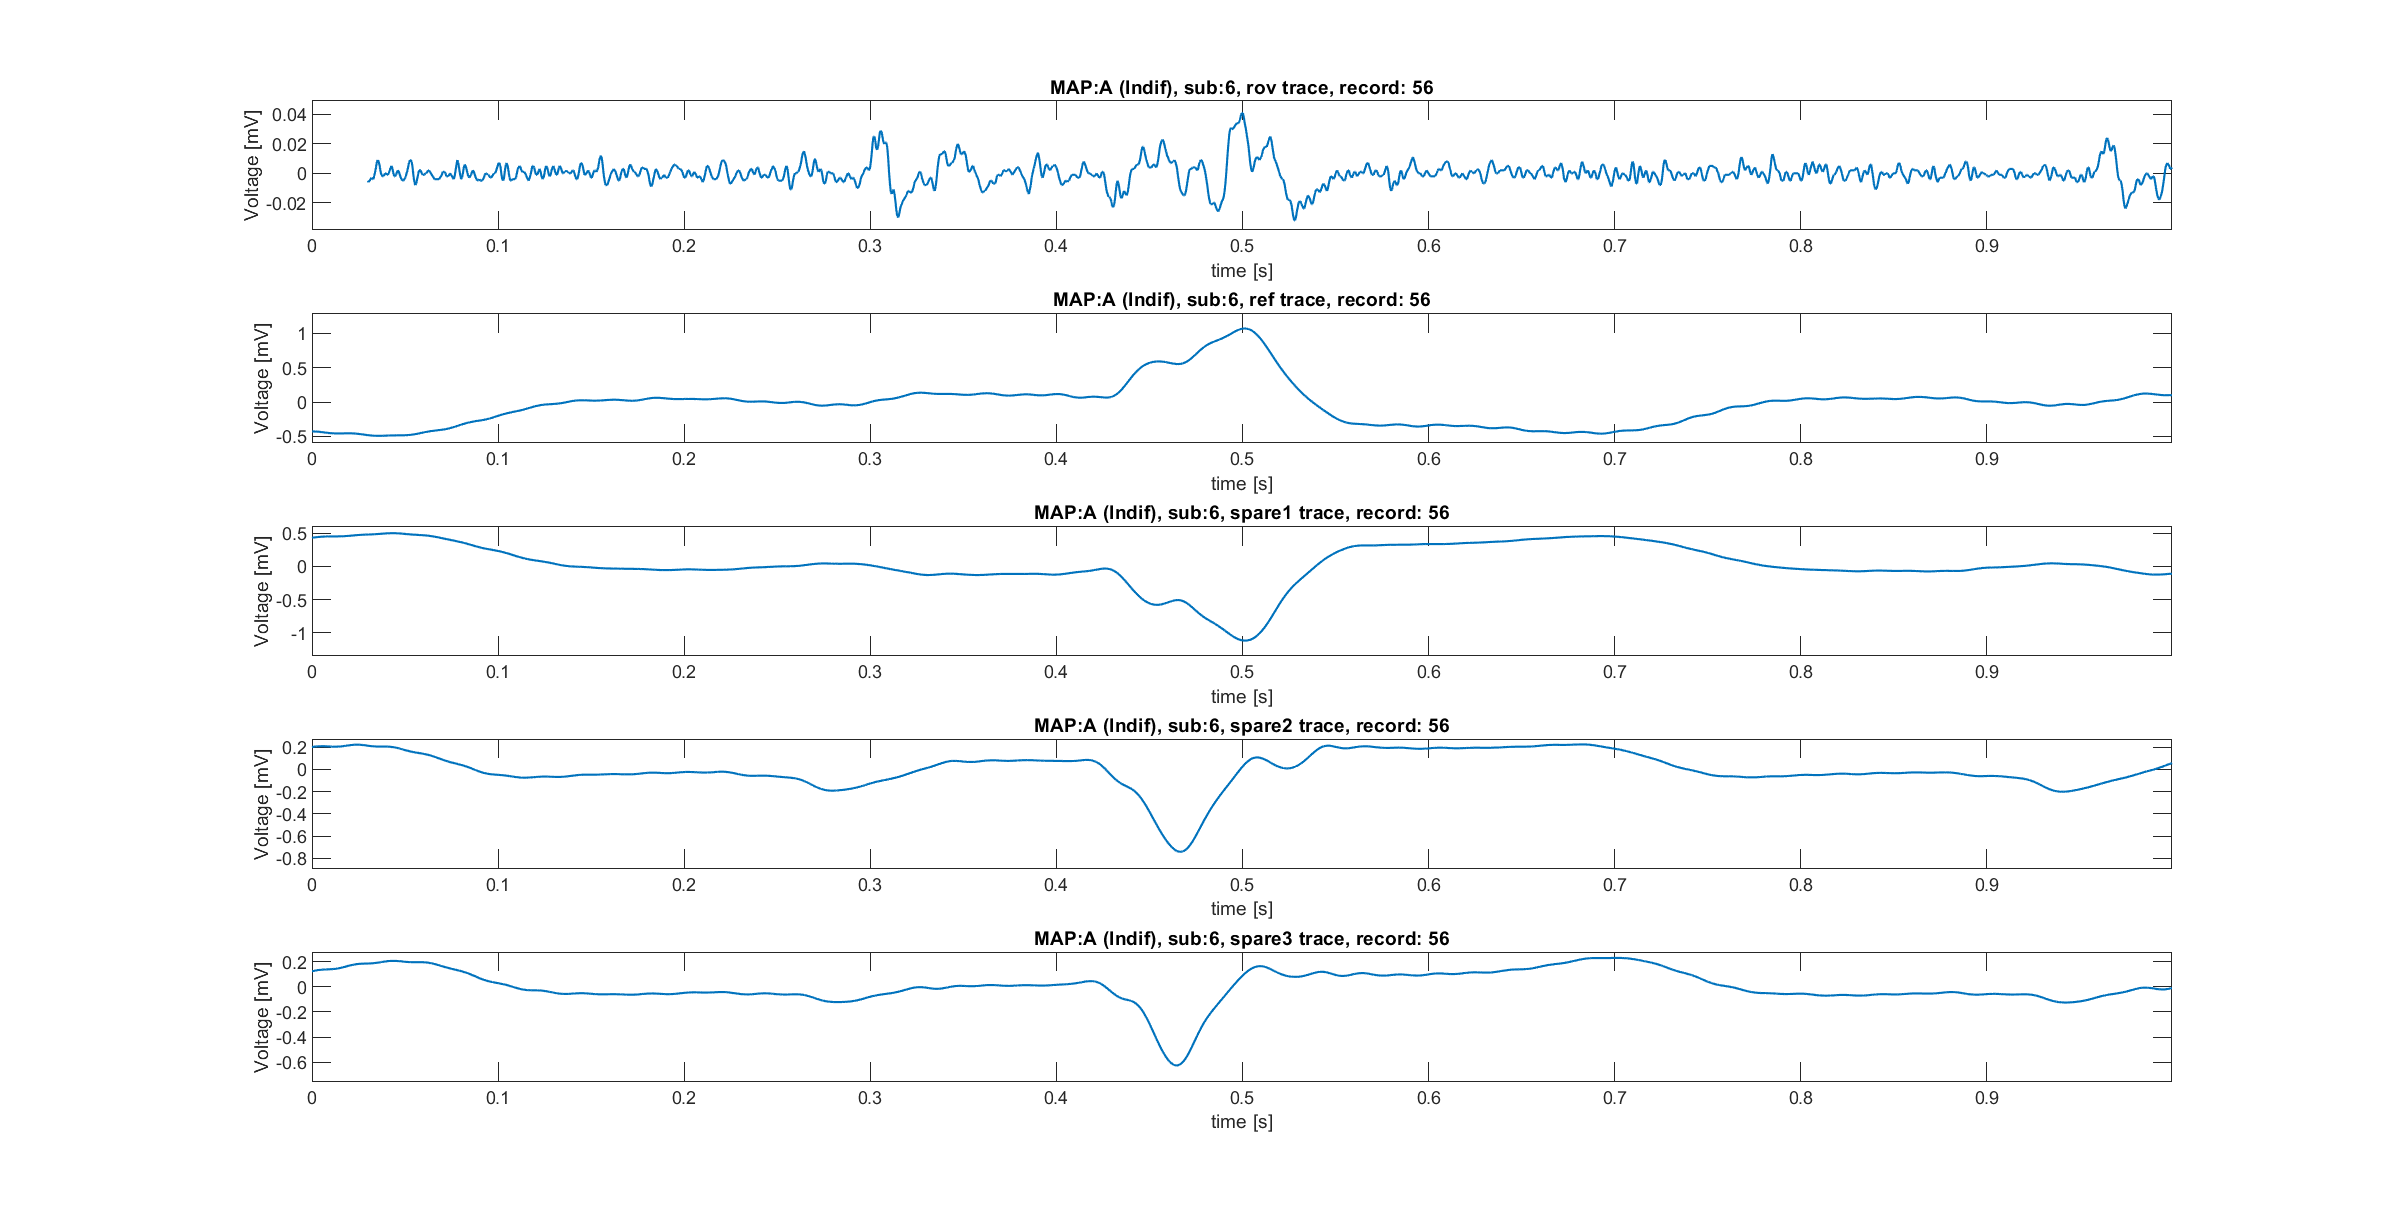 MAP:A (Indif), sub:6, rov trace, record: 56
Voltage [mV]
0.04
0.02
0
-0.02
0 0.1 0.2 0.3 0.4 0.5 0.6 0.7 0.8 0.9
time [s]
MAP:A (Indif), sub:6, ref trace, record: 56
Voltage [mV]
1
0.5
0
-0.5
0 0.1 0.2 0.3 0.4 0.5 0.6 0.7 0.8 0.9
time [s]
MAP:A (Indif), sub:6, spare1 trace, record: 56
Voltage [mV]
0.5
0
-0.5
-1
0 0.1 0.2 0.3 0.4 0.5 0.6 0.7 0.8 0.9
time [s]
MAP:A (Indif), sub:6, spare2 trace, record: 56
Voltage [mV]
0.2
0
-0.2
-0.4
-0.6
-0.8
0 0.1 0.2 0.3 0.4 0.5 0.6 0.7 0.8 0.9
time [s]
MAP:A (Indif), sub:6, spare3 trace, record: 56
Voltage [mV]
0.2
0
-0.2
-0.4
-0.6
0 0.1 0.2 0.3 0.4 0.5 0.6 0.7 0.8 0.9
time [s]